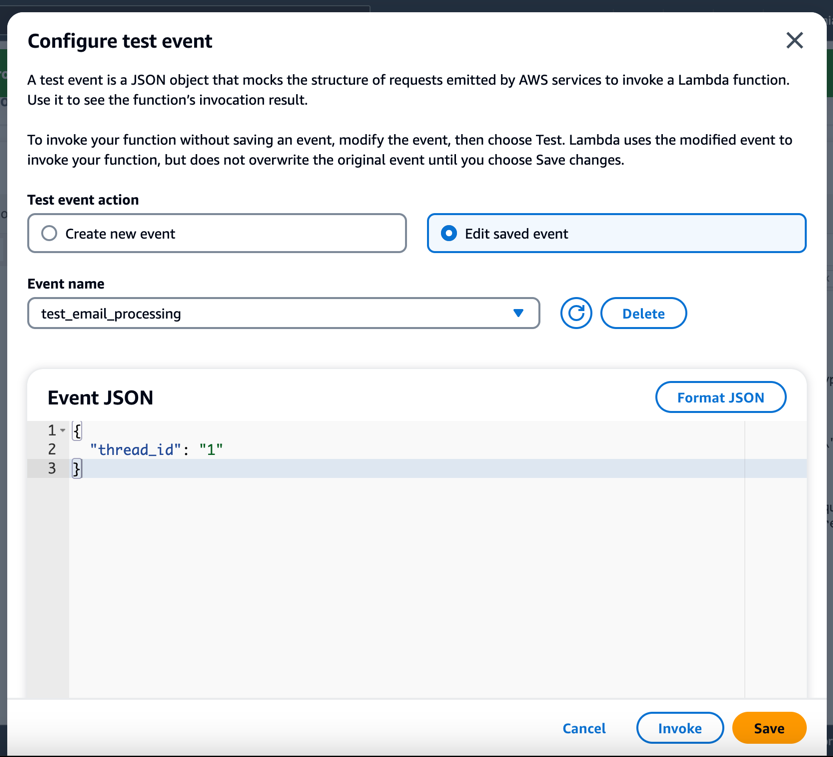 Configure test event
A test event is a JSON object that mocks the structure of requests emitted by AWS services to invoke a Lambda function.
Use it to see the function’s invocation result.
To invoke your function without saving an event, modify the event, then choose Test. Lambda uses the modified event to
invoke your function, but does not overwrite the original event until you choose Save changes.
Test event action
Create new event
Edit saved event
Event name
test_email_processing
Delete
Event JSON
Format JSON
1 {
2 "thread_id": "1"
3 }
Cancel
Invoke
Save